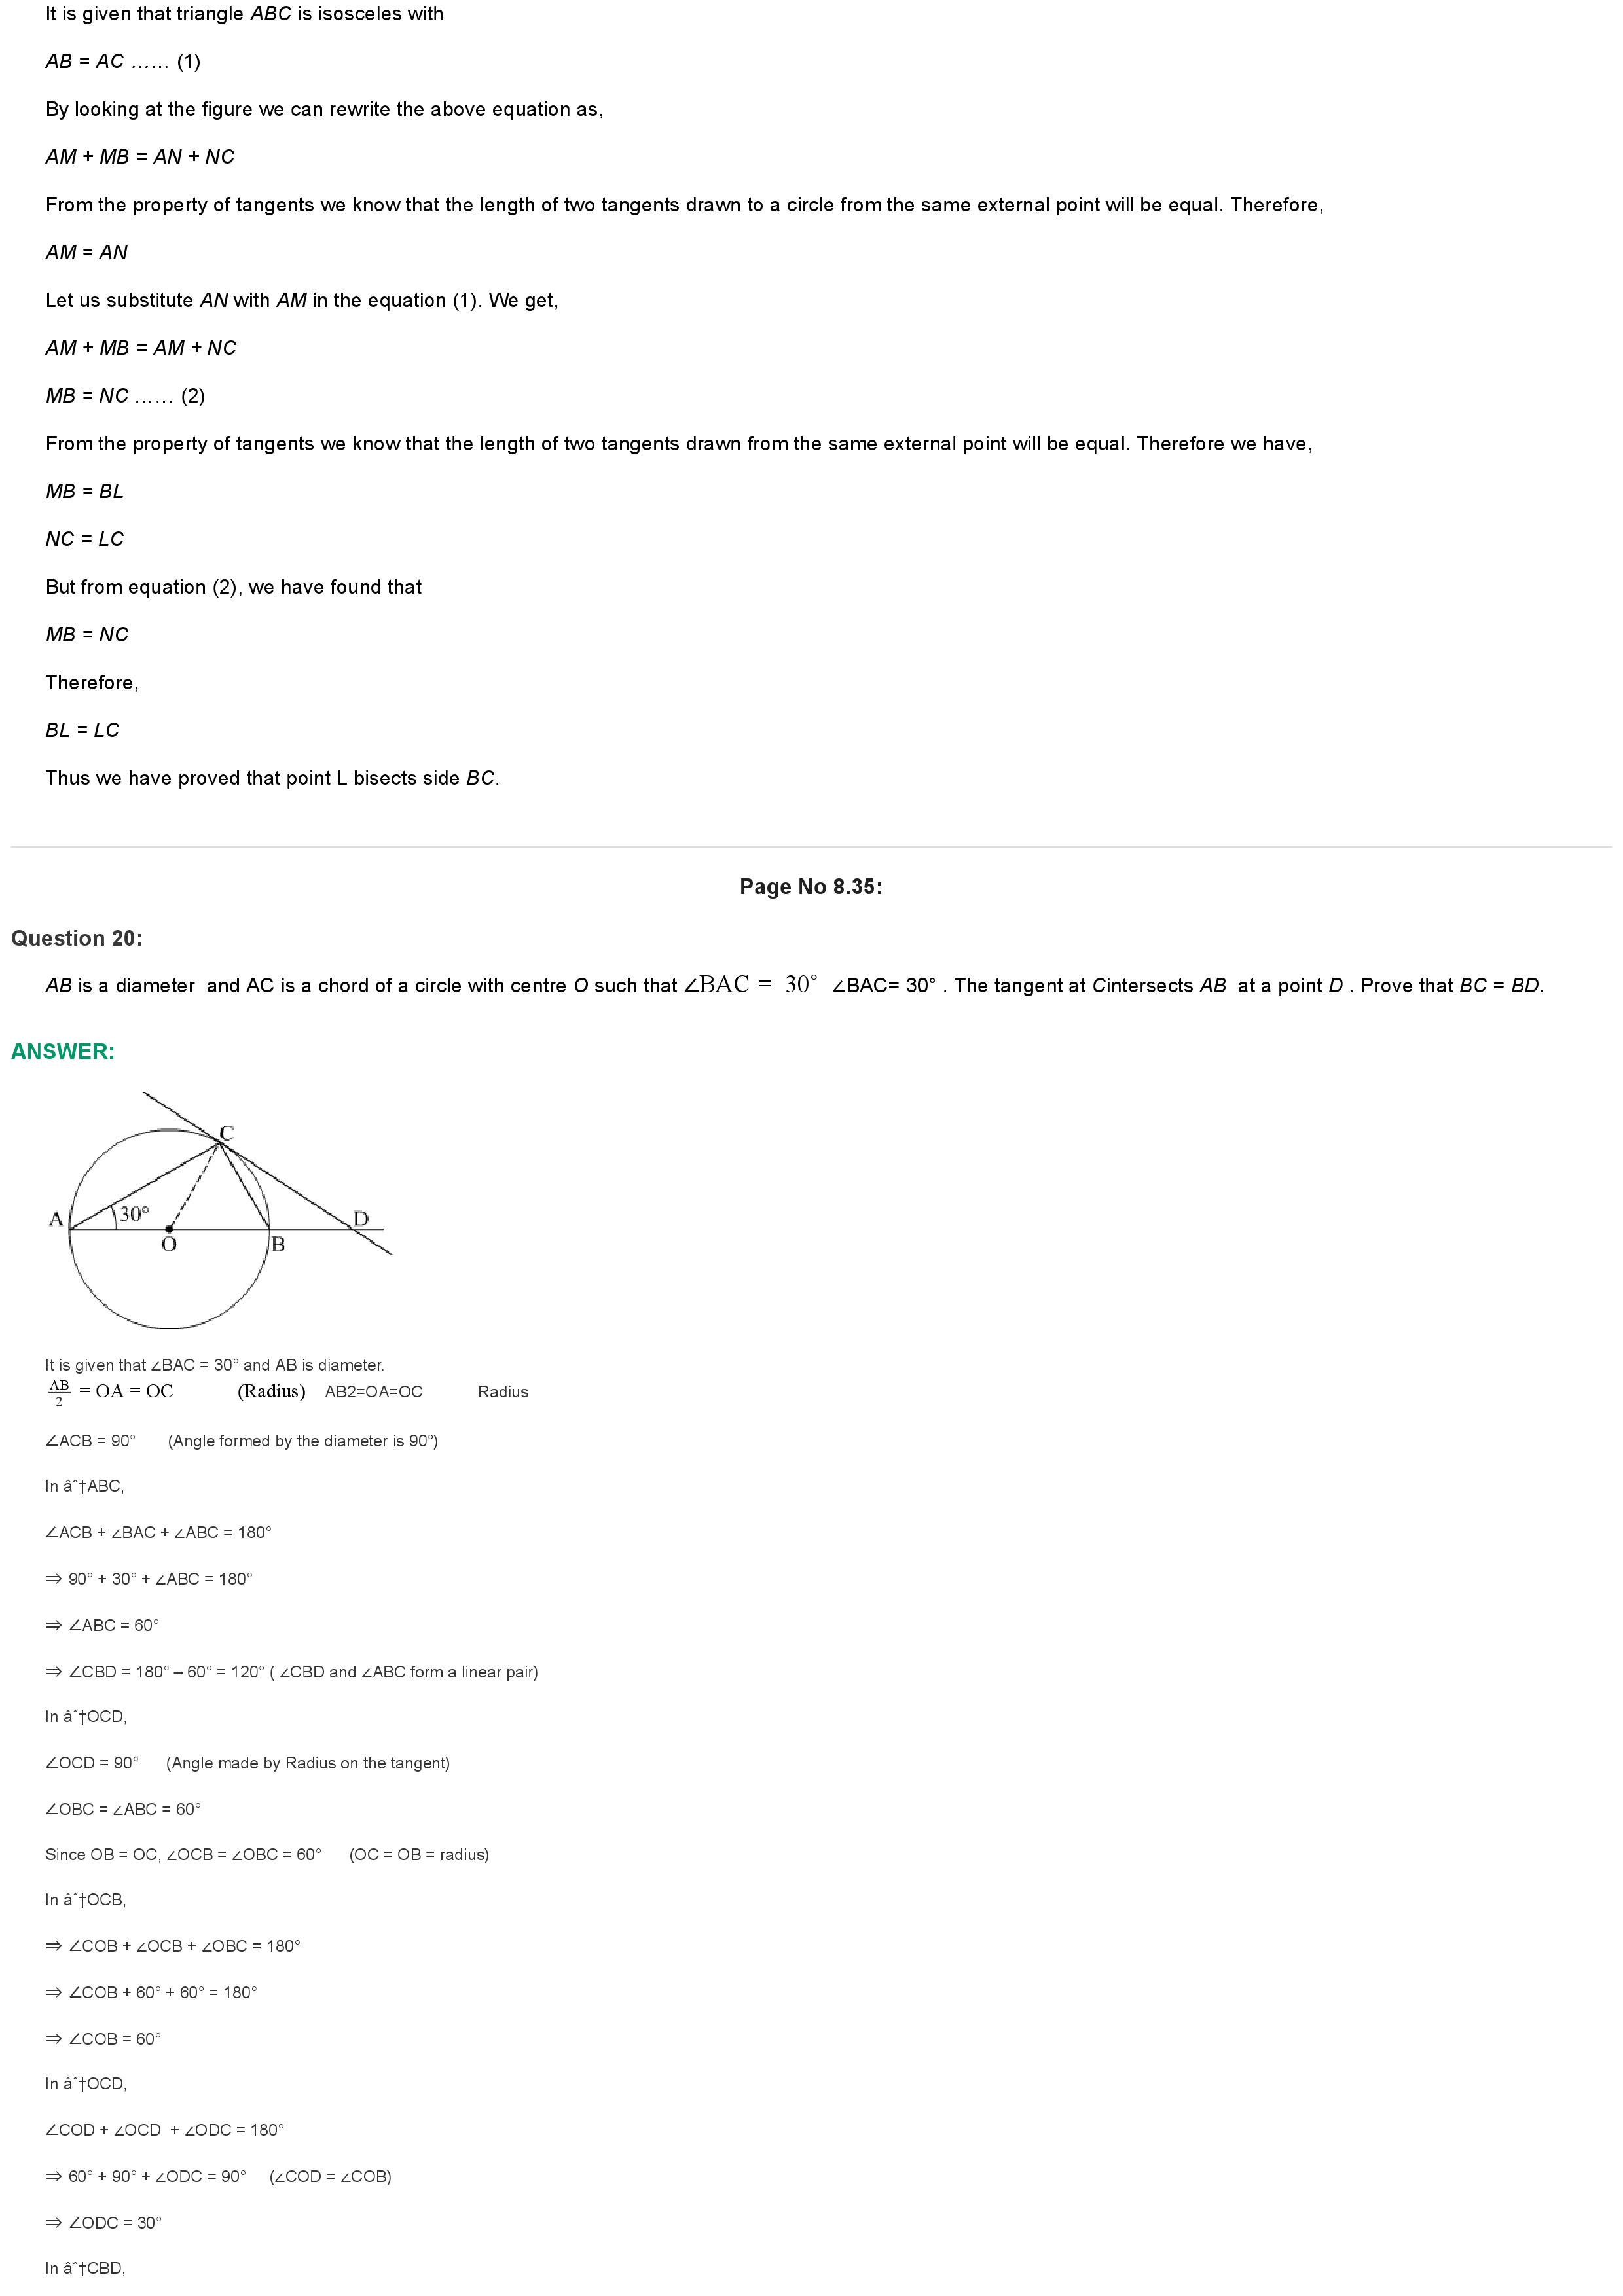 It is given that triangle ABC is isosceles with
AB = AC …… (1)
By looking at the figure we can rewrite the above equation as,
AM + MB = AN + NC
From the property of tangents we know that the length of two tangents drawn to a circle from the same external point will be equal. Therefore,
AM = AN
Let us substitute AN with AM in the equation (1). We get,
AM + MB = AM + NC
MB = NC …… (2)
From the property of tangents we know that the length of two tangents drawn from the same external point will be equal. Therefore we have,
MB = BL
NC = LC
But from equation (2), we have found that
MB = NC
Therefore,
BL = LC
Thus we have proved that point L bisects side BC.
Page No 8.35:
Question 20:
AB is a diameter and AC is a chord of a circle with centre O such that ∠BAC = 30° ∠BAC= 30° . The tangent at Cintersects AB at a point D . Prove that BC = BD.
ANSWER:
C
A 30° D
O B
It is given that ∠BAC = 30° and AB is diameter.
AB/2 = OA = OC (Radius) AB2=OA=OC Radius
∠ACB = 90° (Angle formed by the diameter is 90°)
In âˆ†ABC,
∠ACB + ∠BAC + ∠ABC = 180°
⇒ 90° + 30° + ∠ABC = 180°
⇒ ∠ABC = 60°
⇒ ∠CBD = 180° – 60° = 120° ( ∠CBD and ∠ABC form a linear pair)
In âˆ†OCD,
∠OCD = 90° (Angle made by Radius on the tangent)
∠OBC = ∠ABC = 60°
Since OB = OC, ∠OCB = ∠OBC = 60° (OC = OB = radius)
In âˆ†OCB,
⇒ ∠COB + ∠OCB + ∠OBC = 180°
⇒ ∠COB + 60° + 60° = 180°
⇒ ∠COB = 60°
In âˆ†OCD,
∠COD + ∠OCD + ∠ODC = 180°
⇒ 60° + 90° + ∠ODC = 90° (∠COD = ∠COB)
⇒ ∠ODC = 30°
In âˆ†CBD,